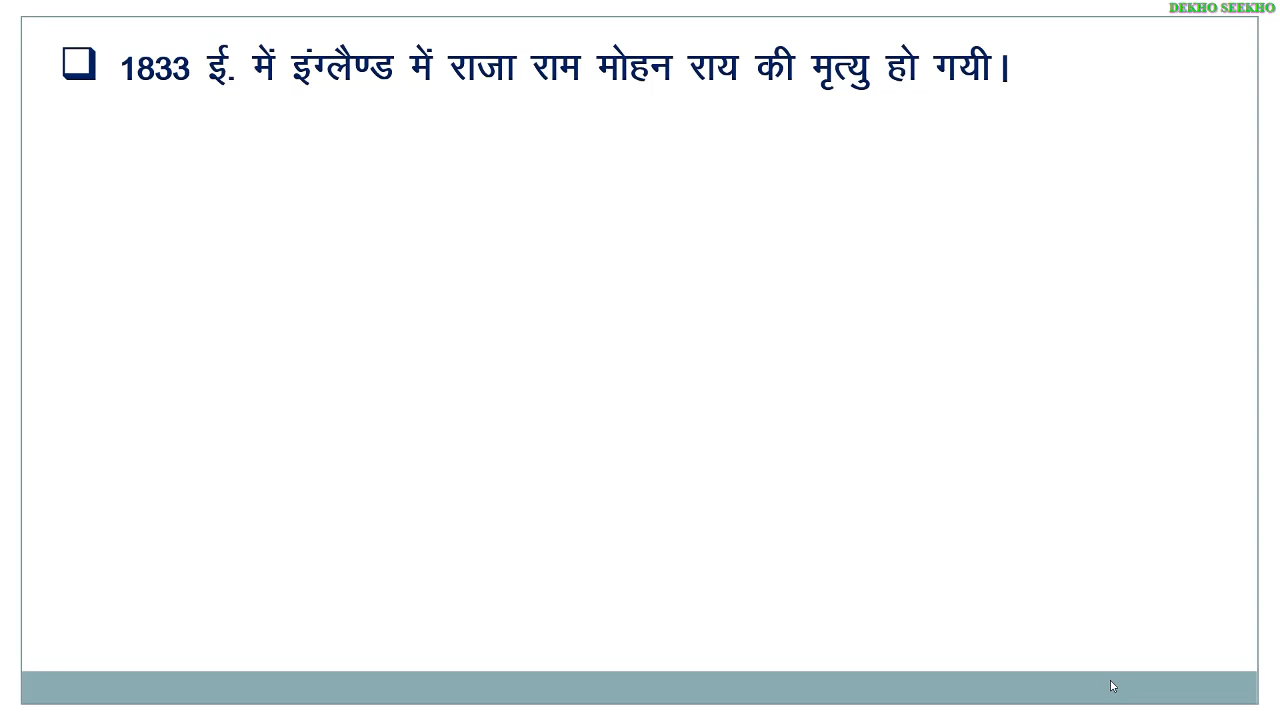 DEKHO SEEKHO
1833 ई. में इंग्लैण्ड में राजा राम मोहन राय की मृत्यु हो गयी।